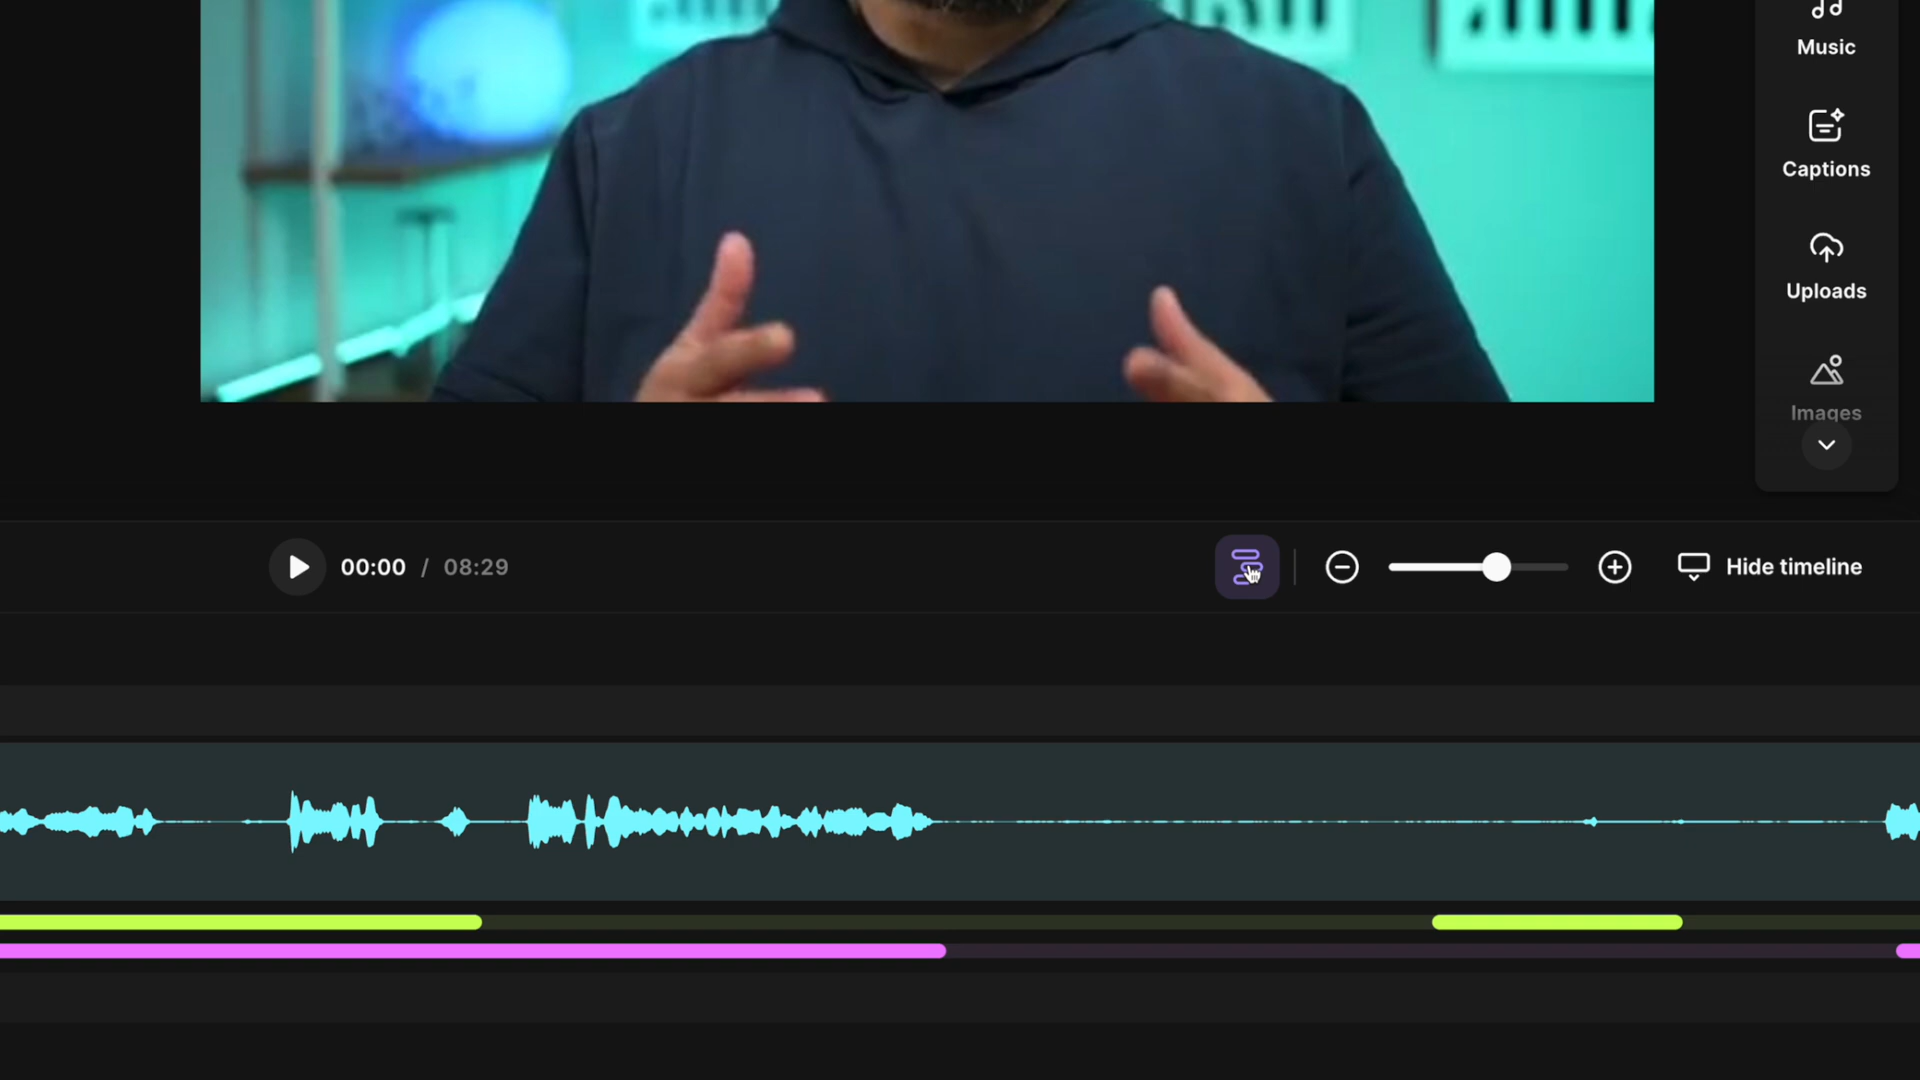 Music
Captions
Uploads
Images
00:00 / 08:29
Hide timeline